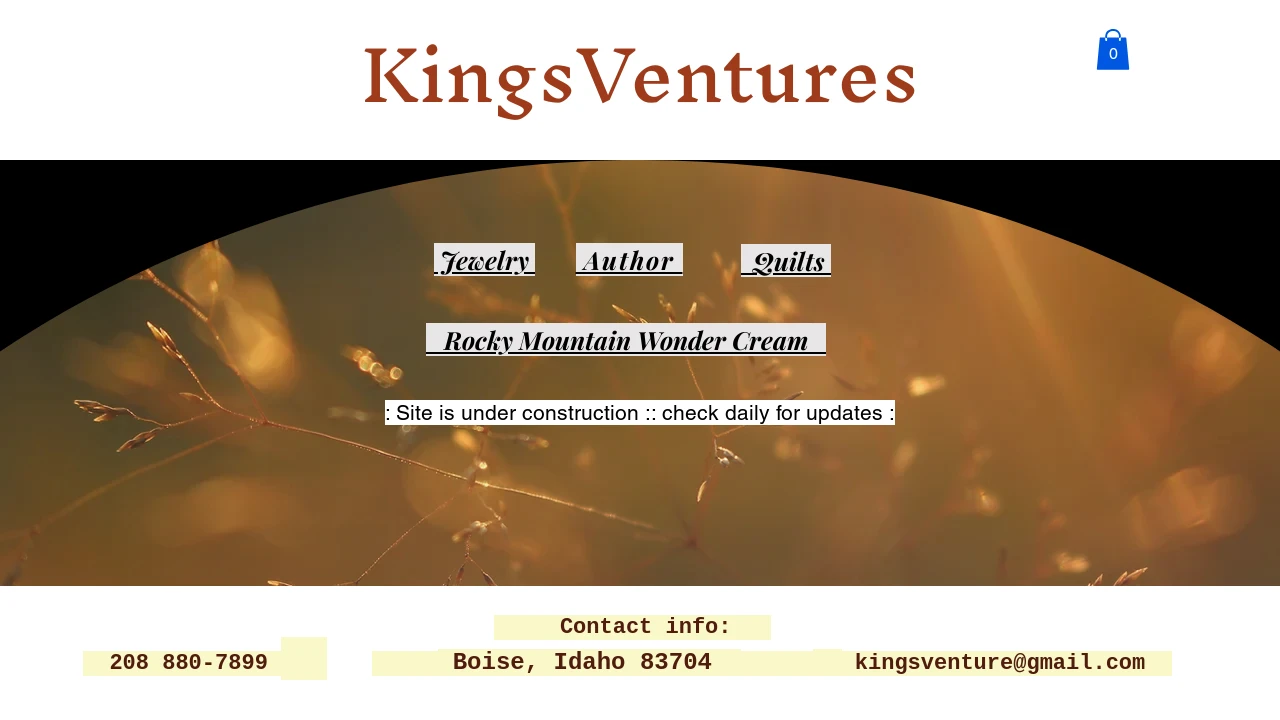 KingsVentures
0
Jewelry Author Quilts
Rocky Mountain Wonder Cream
: Site is under construction :: check daily for updates :
Contact info:
208 880-7899 Boise, Idaho 83704 kingsventure@gmail.com